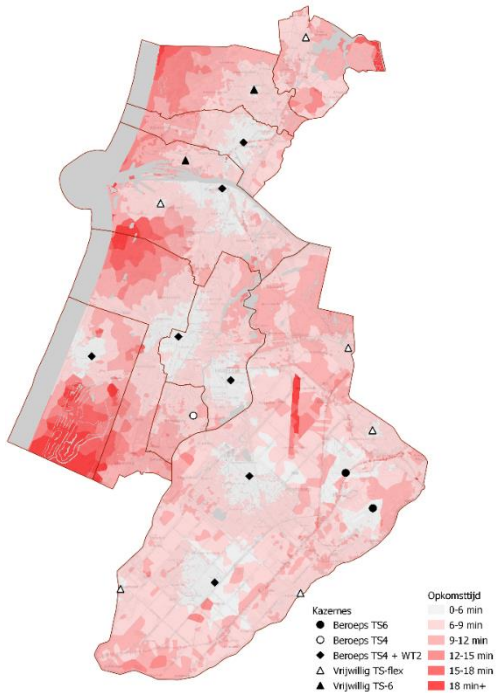 Kazernes
Beroeps TS6
Beroeps TS4
Beroeps TS4 + WT2
Vrijwillig TS-flex
Vrijwillig TS-6
Opkomsttijd
0-6 min
6-9 min
9-12 min
12-15 min
15-18 min
18 min+